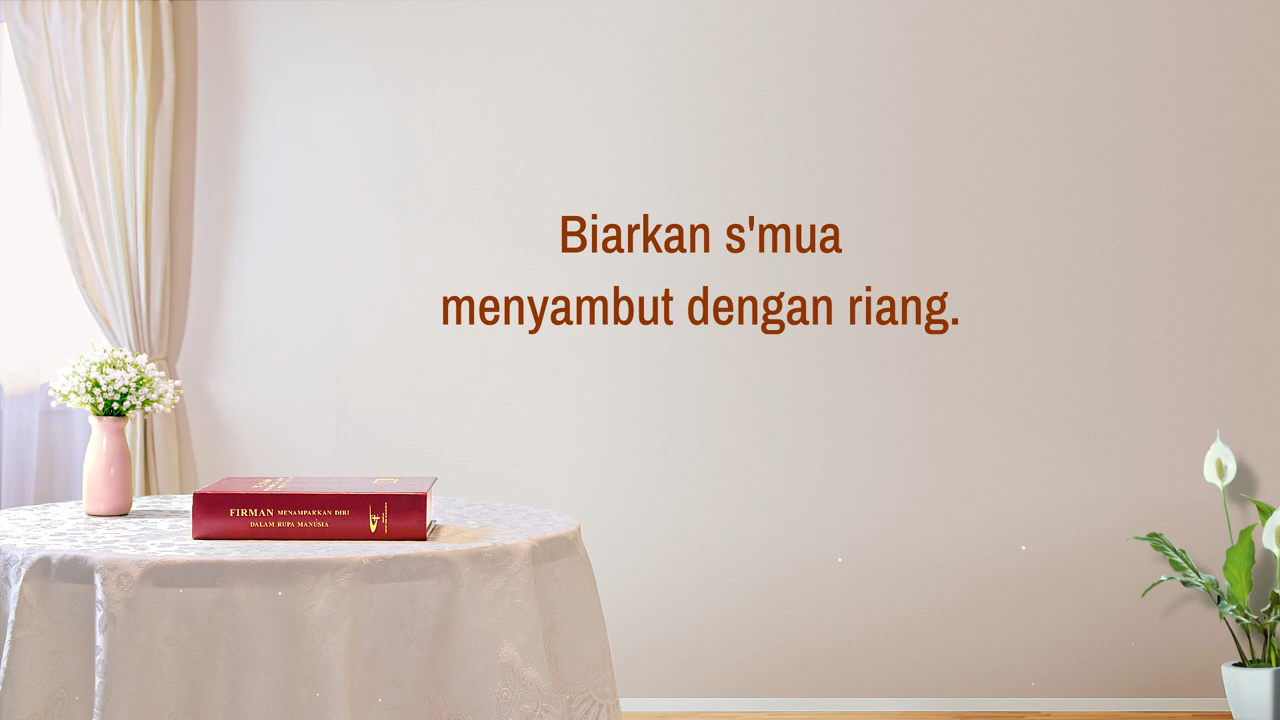 Biarkan s'mua
menyambut dengan riang.
FIRMAN MENAMPAKKAN DIRI
DALAM RUPA MANUSIA